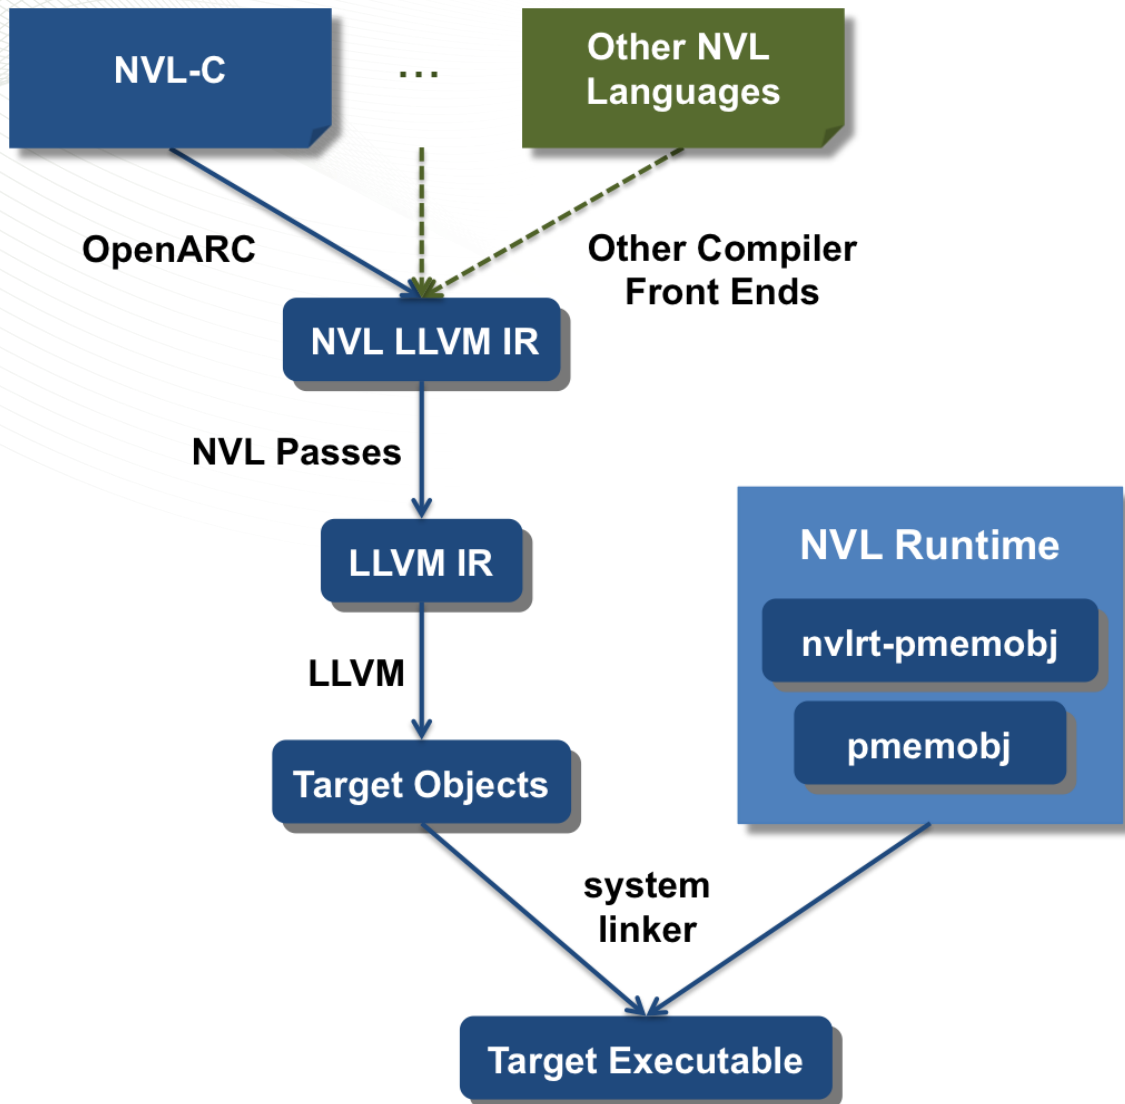 NVL-C
...
Other NVL
Languages
OpenARC
Other Compiler
Front Ends
NVL LLVM IR
NVL Passes
LLVM IR
NVL Runtime
nvlrt-pmemobj
LLVM
pmemobj
Target Objects
system
linker
Target Executable